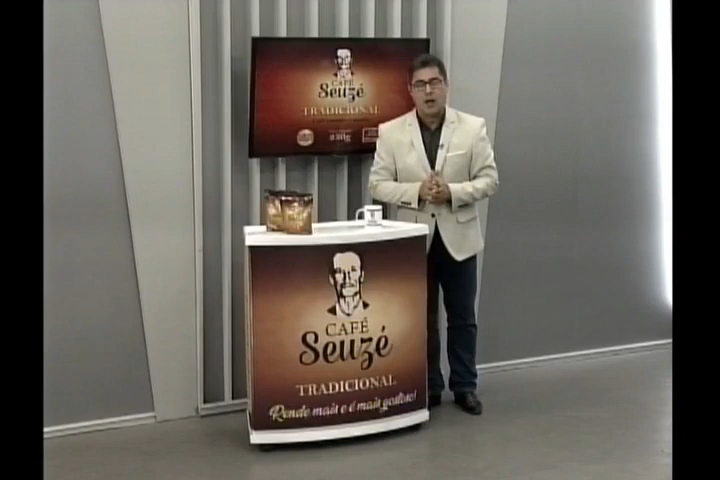 CAFÉ
Seuzé
TRADICIONAL
CAFÉ
Seuzé
TRADICIONAL
Rende mais e é mais gostoso!